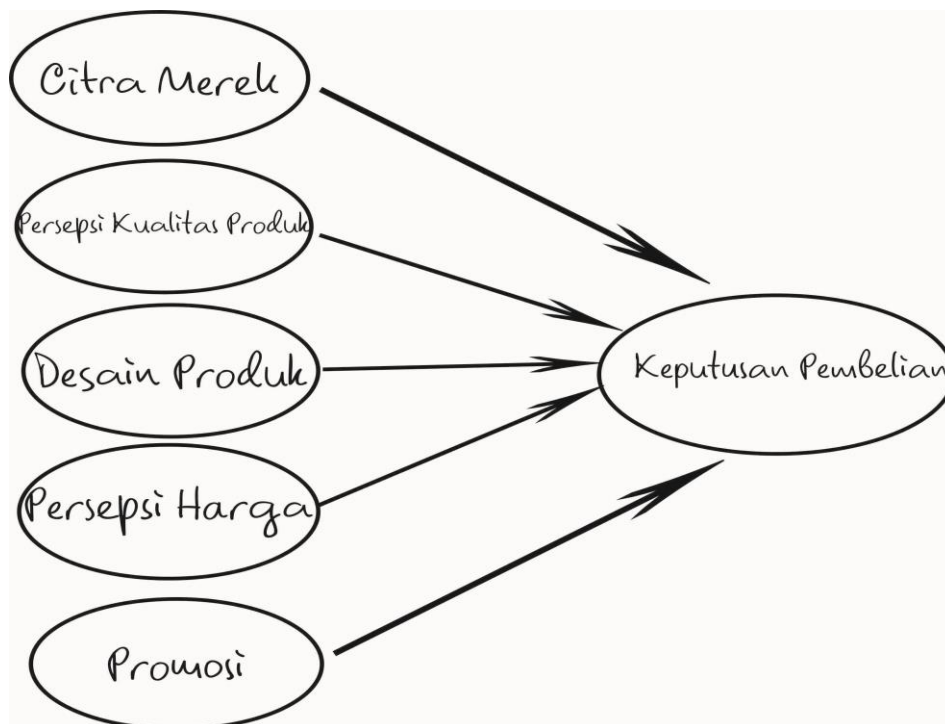 Citra Merek
Persepsi Kualitas Produk
Desain Produk
Keputusan Pembelian
Persepsi Harga
Promosi